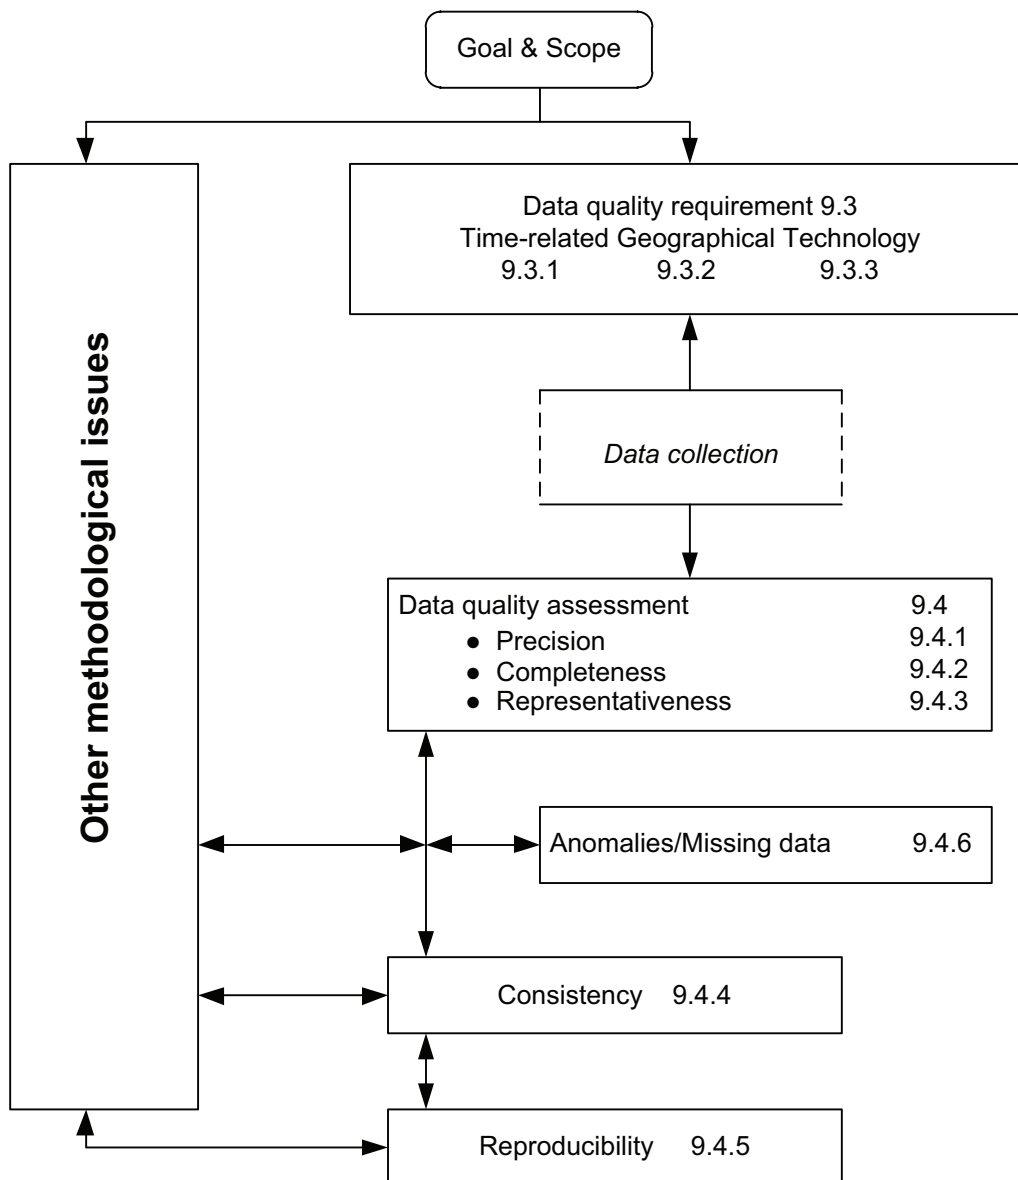 Goal & Scope
Data quality requirement 9.3
Time-related Geographical Technology
9.3.1 9.3.2 9.3.3
Other methodological issues
Data collection
Data quality assessment 9.4
● Precision 9.4.1
● Completeness 9.4.2
● Representativeness 9.4.3
Anomalies/Missing data 9.4.6
Consistency 9.4.4
Reproducibility 9.4.5